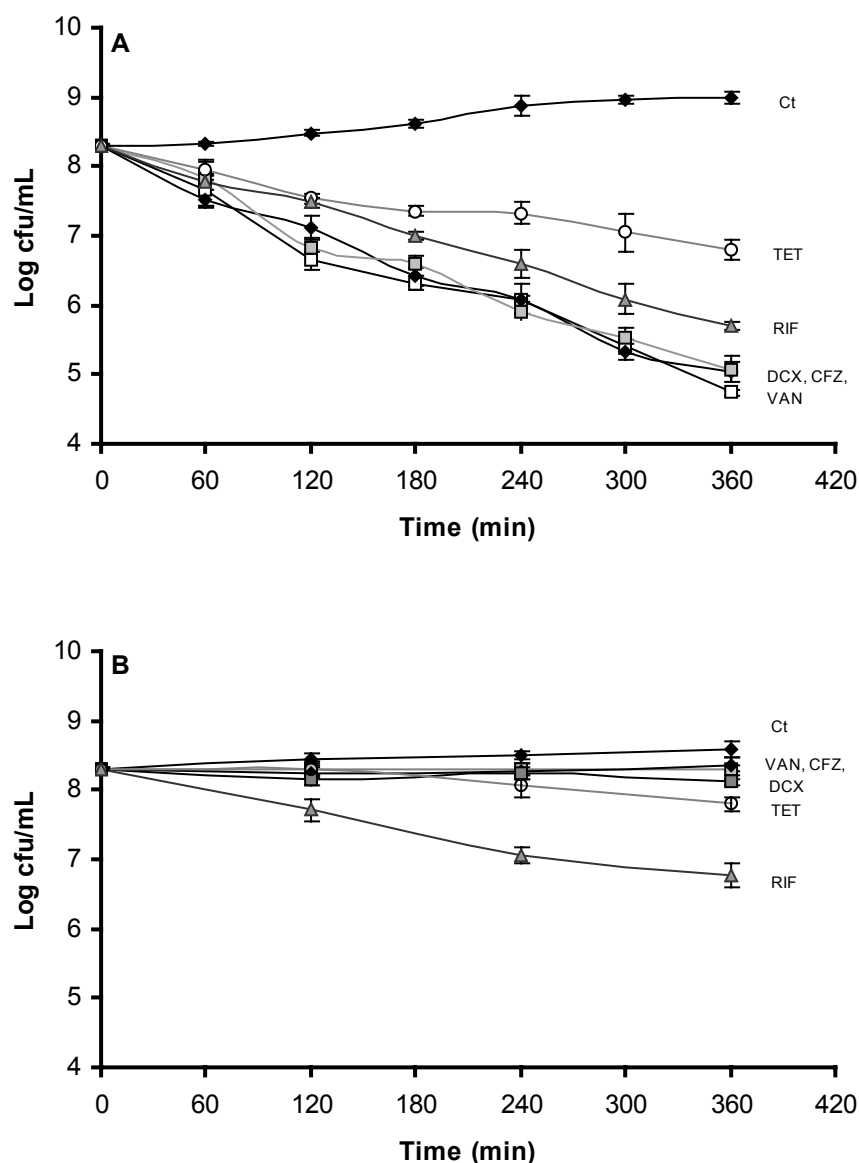 A
Log cfu/mL
10
9
8
7
6
5
4
0 60 120 180 240 300 360 420
Time (min)
Ct
TET
RIF
DCX, CFZ,
VAN
B
Log cfu/mL
10
9
8
7
6
5
4
0 60 120 180 240 300 360 420
Time (min)
Ct
VAN, CFZ,
DCX
TET
RIF